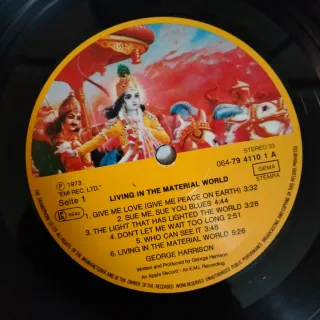 STEREO 33
064-79 4110 1 A
℗ 1973
EMI REC. LTD.
Seite 1
GEMA
STEMRA
LIVING IN THE MATERIAL WORLD
1. GIVE ME LOVE (GIVE ME PEACE ON EARTH) 3:32
2. SUE ME, SUE YOU BLUES 4:44
3. THE LIGHT THAT HAS LIGHTED THE WORLD 3:28
4. DON'T LET ME WAIT TOO LONG 2:51
5. WHO CAN SEE IT 3:48
6. LIVING IN THE MATERIAL WORLD 5:26
GEORGE HARRISON
Written and Produced by George Harrison.
An Apple Record - An E.M.I. Recording.